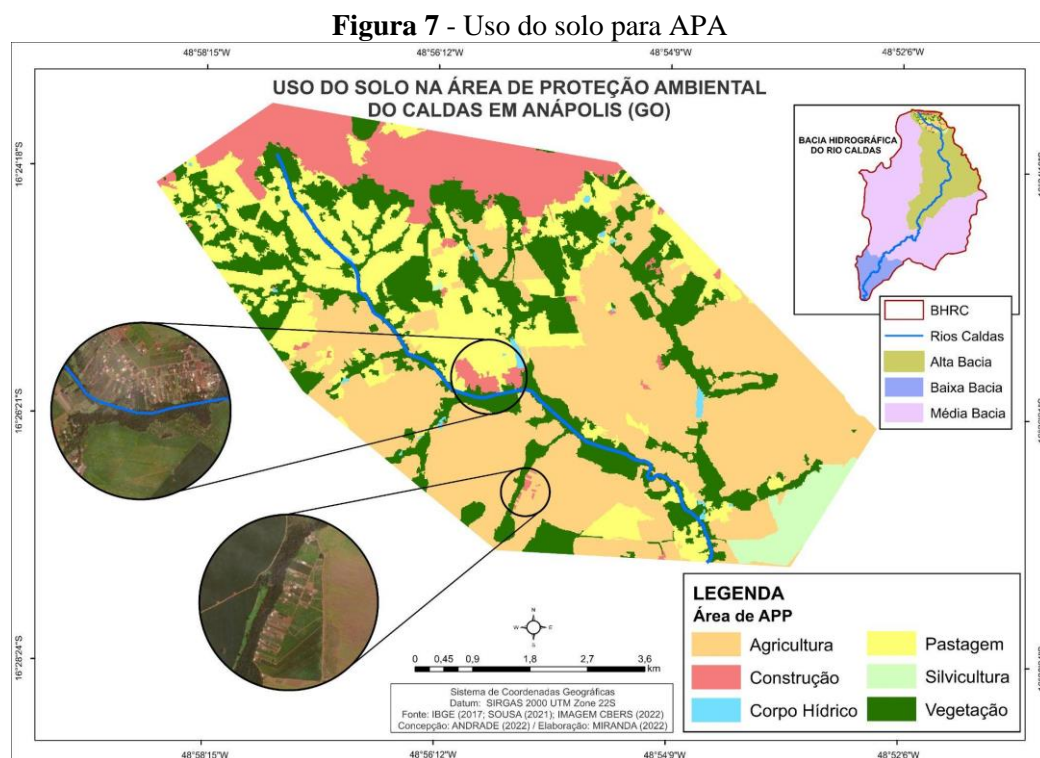 Figura 7 - Uso do solo para APA
48°58'15"W 48°56'12"W 48°54'9"W 48°52'6"W
USO DO SOLO NA ÁREA DE PROTEÇÃO AMBIENTAL
DO CALDAS EM ANÁPOLIS (GO)
BACIA HIDROGRÁFICA
DO RIO CALDAS
16°24'18"S
BHRC
Rios Caldas
Alta Bacia
Baixa Bacia
Média Bacia
16°26'21"S
LEGENDA
Área de APP
Agricultura
Pastagem
Construção
Silvicultura
Corpo Hídrico
Vegetação
16°28'24"S
N
W E
S
0 0,45 0,9 1,8 2,7 3,6
km
Sistema de Coordenadas Geográficas
Datum: SIRGAS 2000 UTM Zone 22S
Fonte: IBGE (2017; SOUSA (2021); IMAGEM CBERS (2022)
Concepção: ANDRADE (2022) / Elaboração: MIRANDA (2022)
48°58'15"W 48°56'12"W 48°54'9"W 48°52'6"W